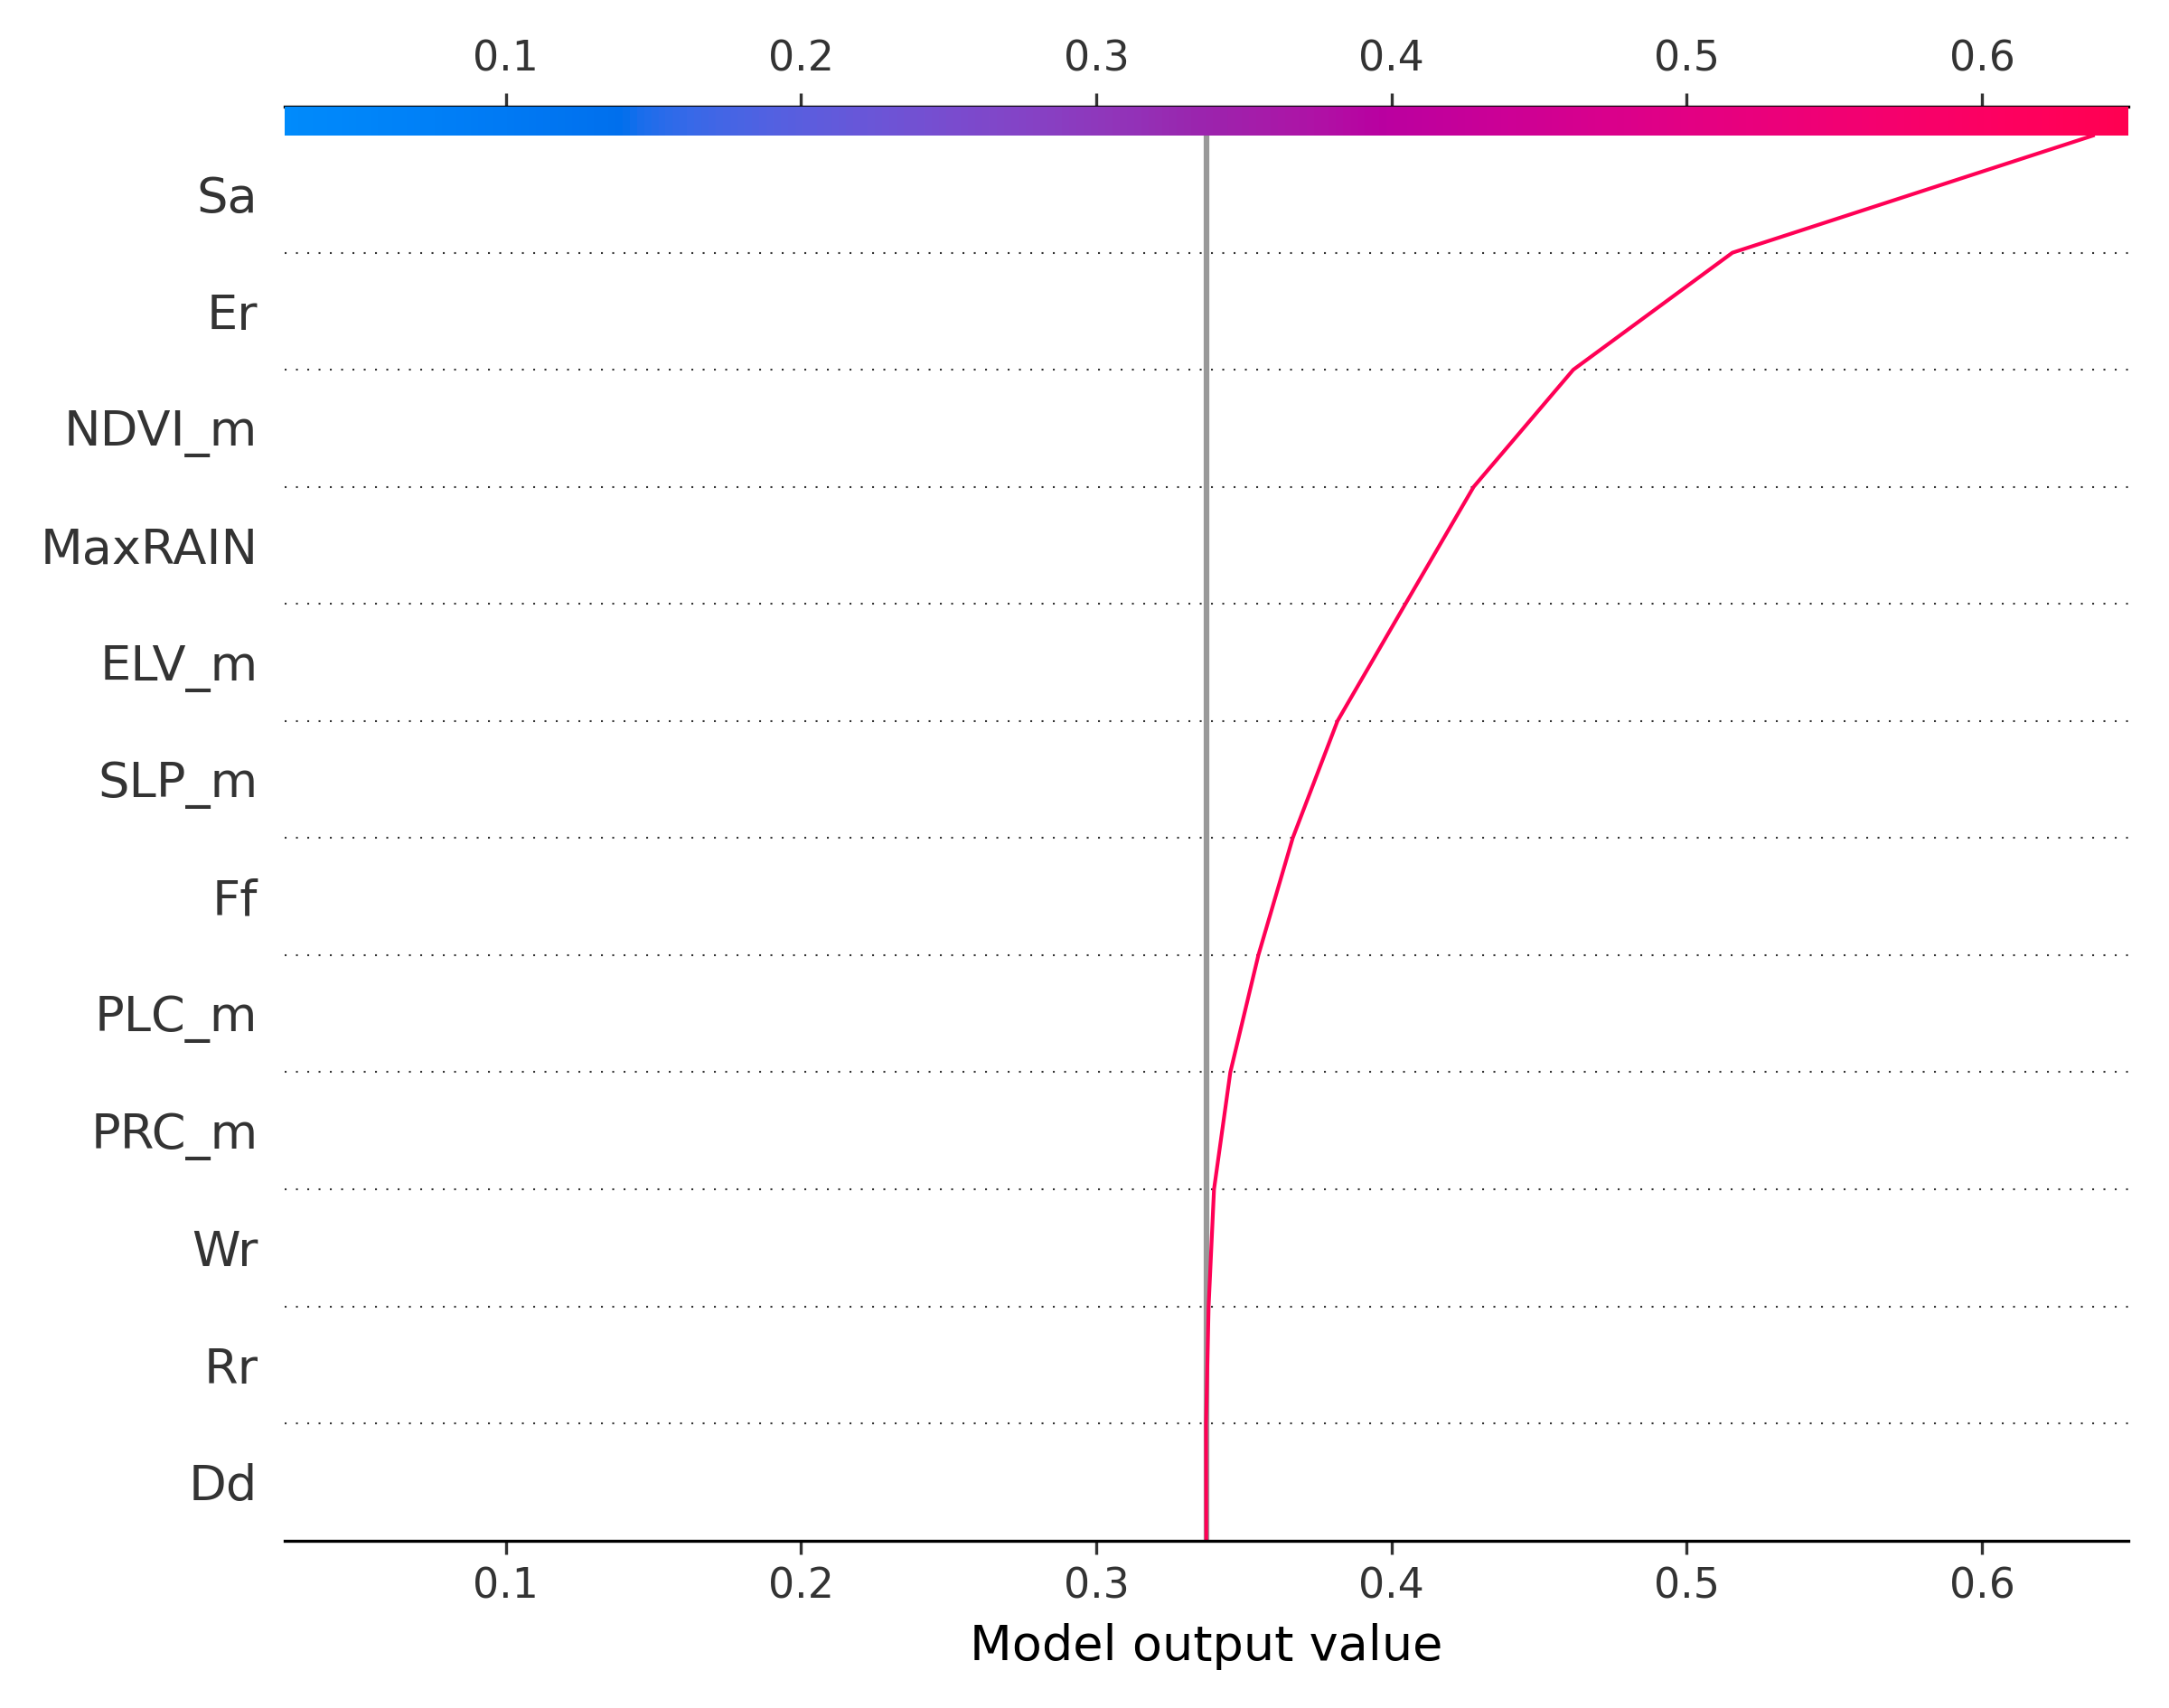 0.1 0.2 0.3 0.4 0.5 0.6
Sa
Er
NDVI_m
MaxRAIN
ELV_m
SLP_m
Ff
PLC_m
PRC_m
Wr
Rr
Dd
0.1 0.2 0.3 0.4 0.5 0.6
Model output value